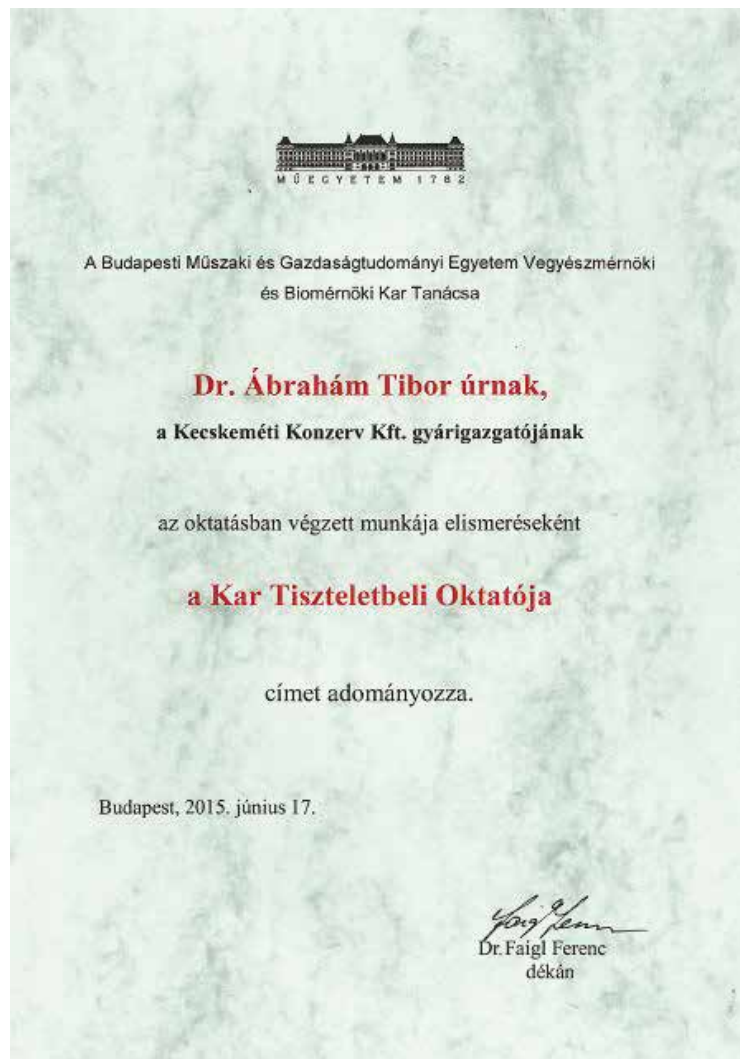 MŰEGYETEM 1782
A Budapesti Műszaki és Gazdaságtudományi Egyetem Vegyészmérnöki
és Biomérnöki Kar Tanácsa
Dr. Ábrahám Tibor úrnak,
a Kecskeméti Konzerv Kft. gyárigazgatójának
az oktatásban végzett munkája elismeréseként
a Kar Tiszteletbeli Oktatója
címet adományozza.
Budapest, 2015. június 17.
Dr. Faigl Ferenc
dékán